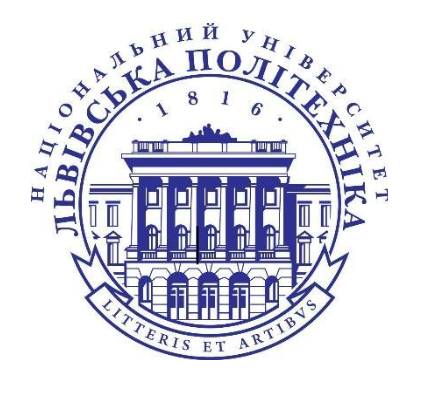 НАЦІОНАЛЬНИЙ УНІВЕРСИТЕТ
ЛЬВІВСЬКА ПОЛІТЕХНІКА
· 1816 ·
LITTERIS ET ARTIBVS